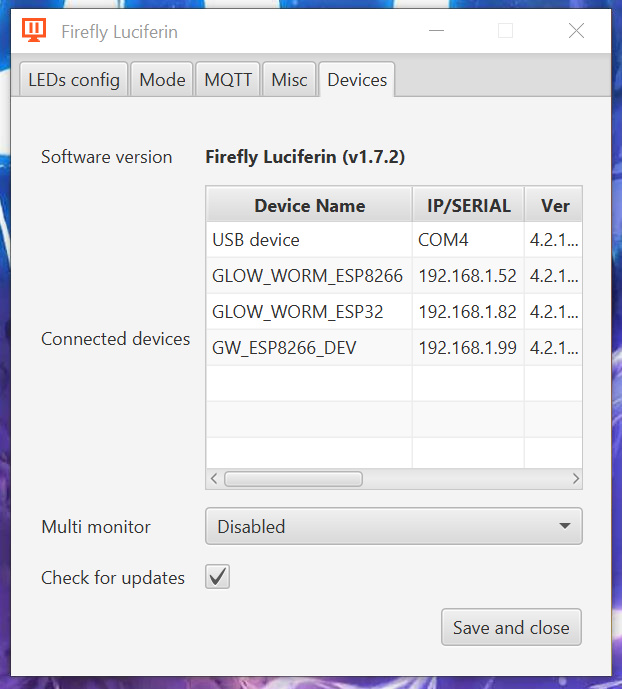 Firefly Luciferin
LEDs config Mode MQTT Misc Devices
Software version Firefly Luciferin (v1.7.2)
Device Name IP/SERIAL Ver
USB device COM4 4.2.1...
GLOW_WORM_ESP8266 192.168.1.52 4.2.1...
GLOW_WORM_ESP32 192.168.1.82 4.2.1...
Connected devices
GW_ESP8266_DEV 192.168.1.99 4.2.1...
Multi monitor Disabled
Check for updates
Save and close